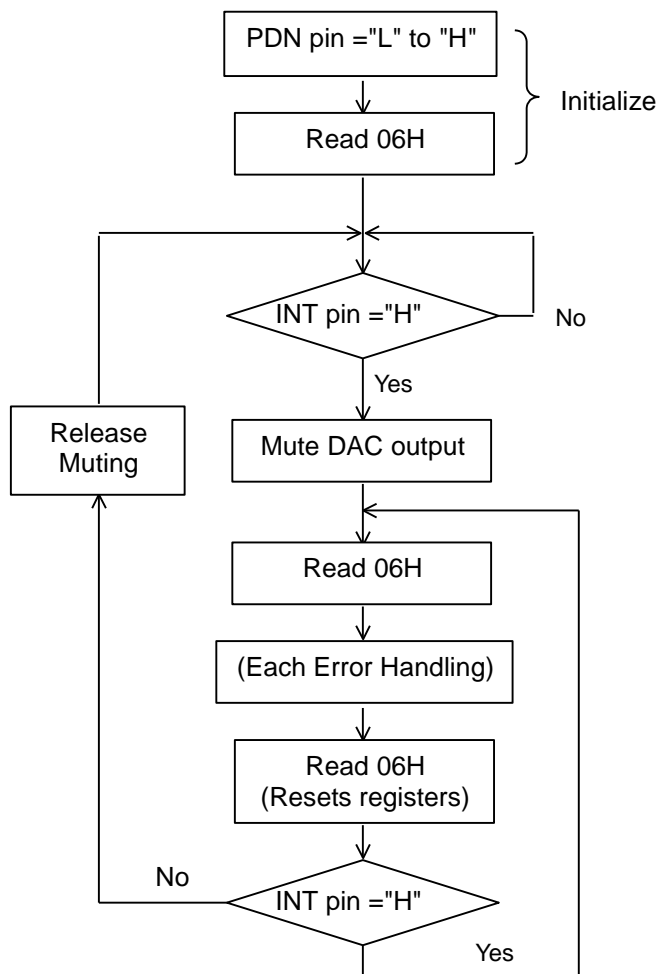 PDN pin ="L" to "H"
Initialize
Read 06H
INT pin ="H"
No
Yes
Release
Muting
Mute DAC output
Read 06H
(Each Error Handling)
Read 06H
(Resets registers)
No
INT pin ="H"
Yes